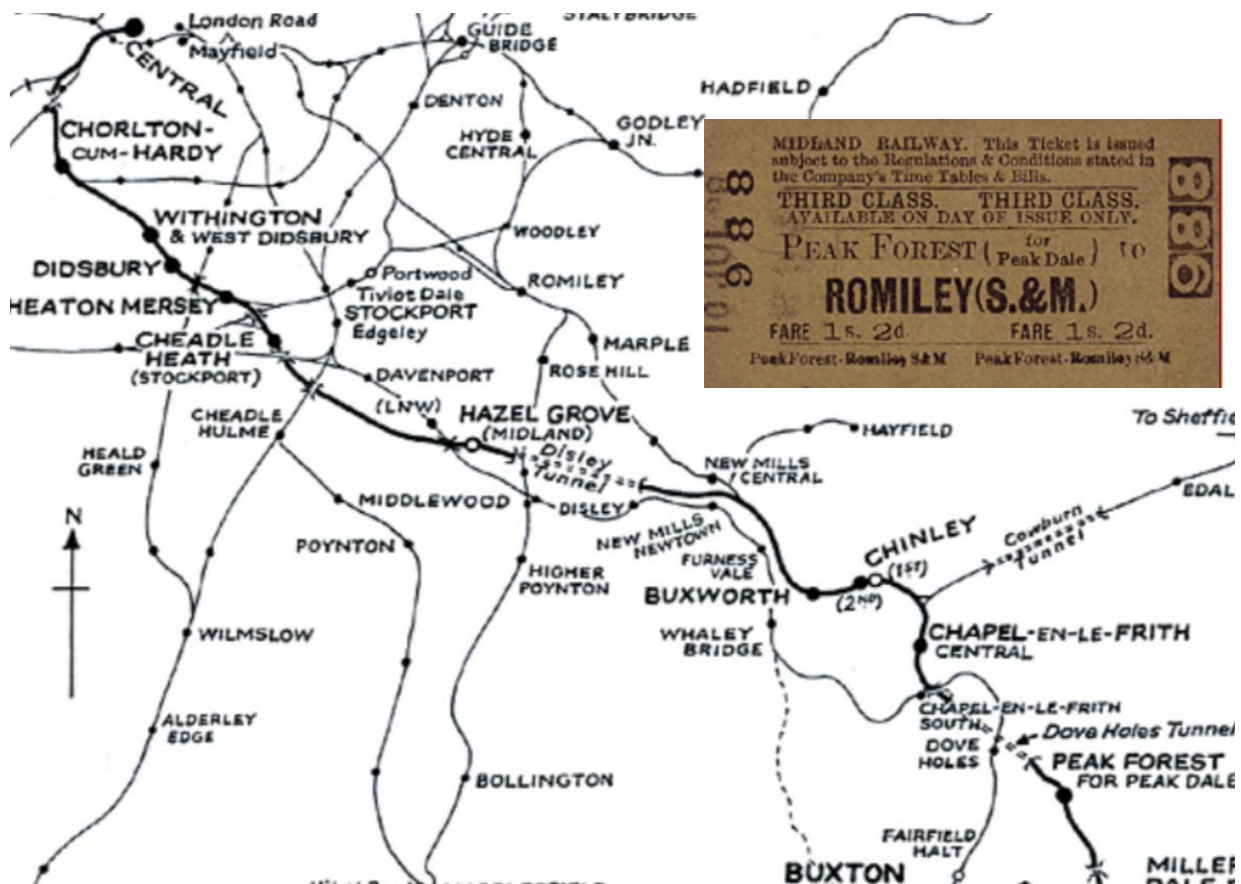 London Road
Mayfield
CENTRAL
STALYBRIDGE
GUIDE
BRIDGE
HADFIELD
DENTON
CHORLTON-
CUM-HARDY
HYDE
CENTRAL
GODLEY
JN.
WITHINGTON
& WEST DIDSBURY
WOODLEY
DIDSBURY
Portwood
Tiviot Dale
STOCKPORT
Edgeley
ROMILEY
HEATON MERSEY
CHEADLE
HEATH
(STOCKPORT)
MARPLE
ROSE HILL
DAVENPORT
(LNW)
CHEADLE
HULME
HAZEL GROVE
(MIDLAND)
Disley
Tunnel
HAYFIELD
To Sheffie
HEALD
GREEN
NEW MILLS
CENTRAL
EDAL
MIDDLEWOOD
DISLEY
NEW MILLS
NEWTOWN
Cowburn
Tunnel
N
POYNTON
FURNESS
VALE
CHINLEY
(1ST)
(2ND)
HIGHER
POYNTON
BUXWORTH
WILMSLOW
WHALEY
BRIDGE
CHAPEL-EN-LE-FRITH
CENTRAL
ALDERLEY
EDGE
CHAPEL-EN-LE-FRITH
SOUTH
Dove Holes Tunnel
DOVE
HOLES
PEAK FOREST
FOR PEAK DALE
BOLLINGTON
FAIRFIELD
HALT
BUXTON
MILLER
MIDLAND RAILWAY. This Ticket is issued
subject to the Regulations & Conditions stated in
the Company's Time Tables & Bills.
THIRD CLASS. THIRD CLASS.
AVAILABLE ON DAY OF ISSUE ONLY.
PEAK FOREST (for Peak Dale) to
ROMILEY (S.&M.)
FARE 1s. 2d. FARE 1s. 2d.
Peak Forest-Romiley S&M Peak Forest-Romiley S&M
886
886